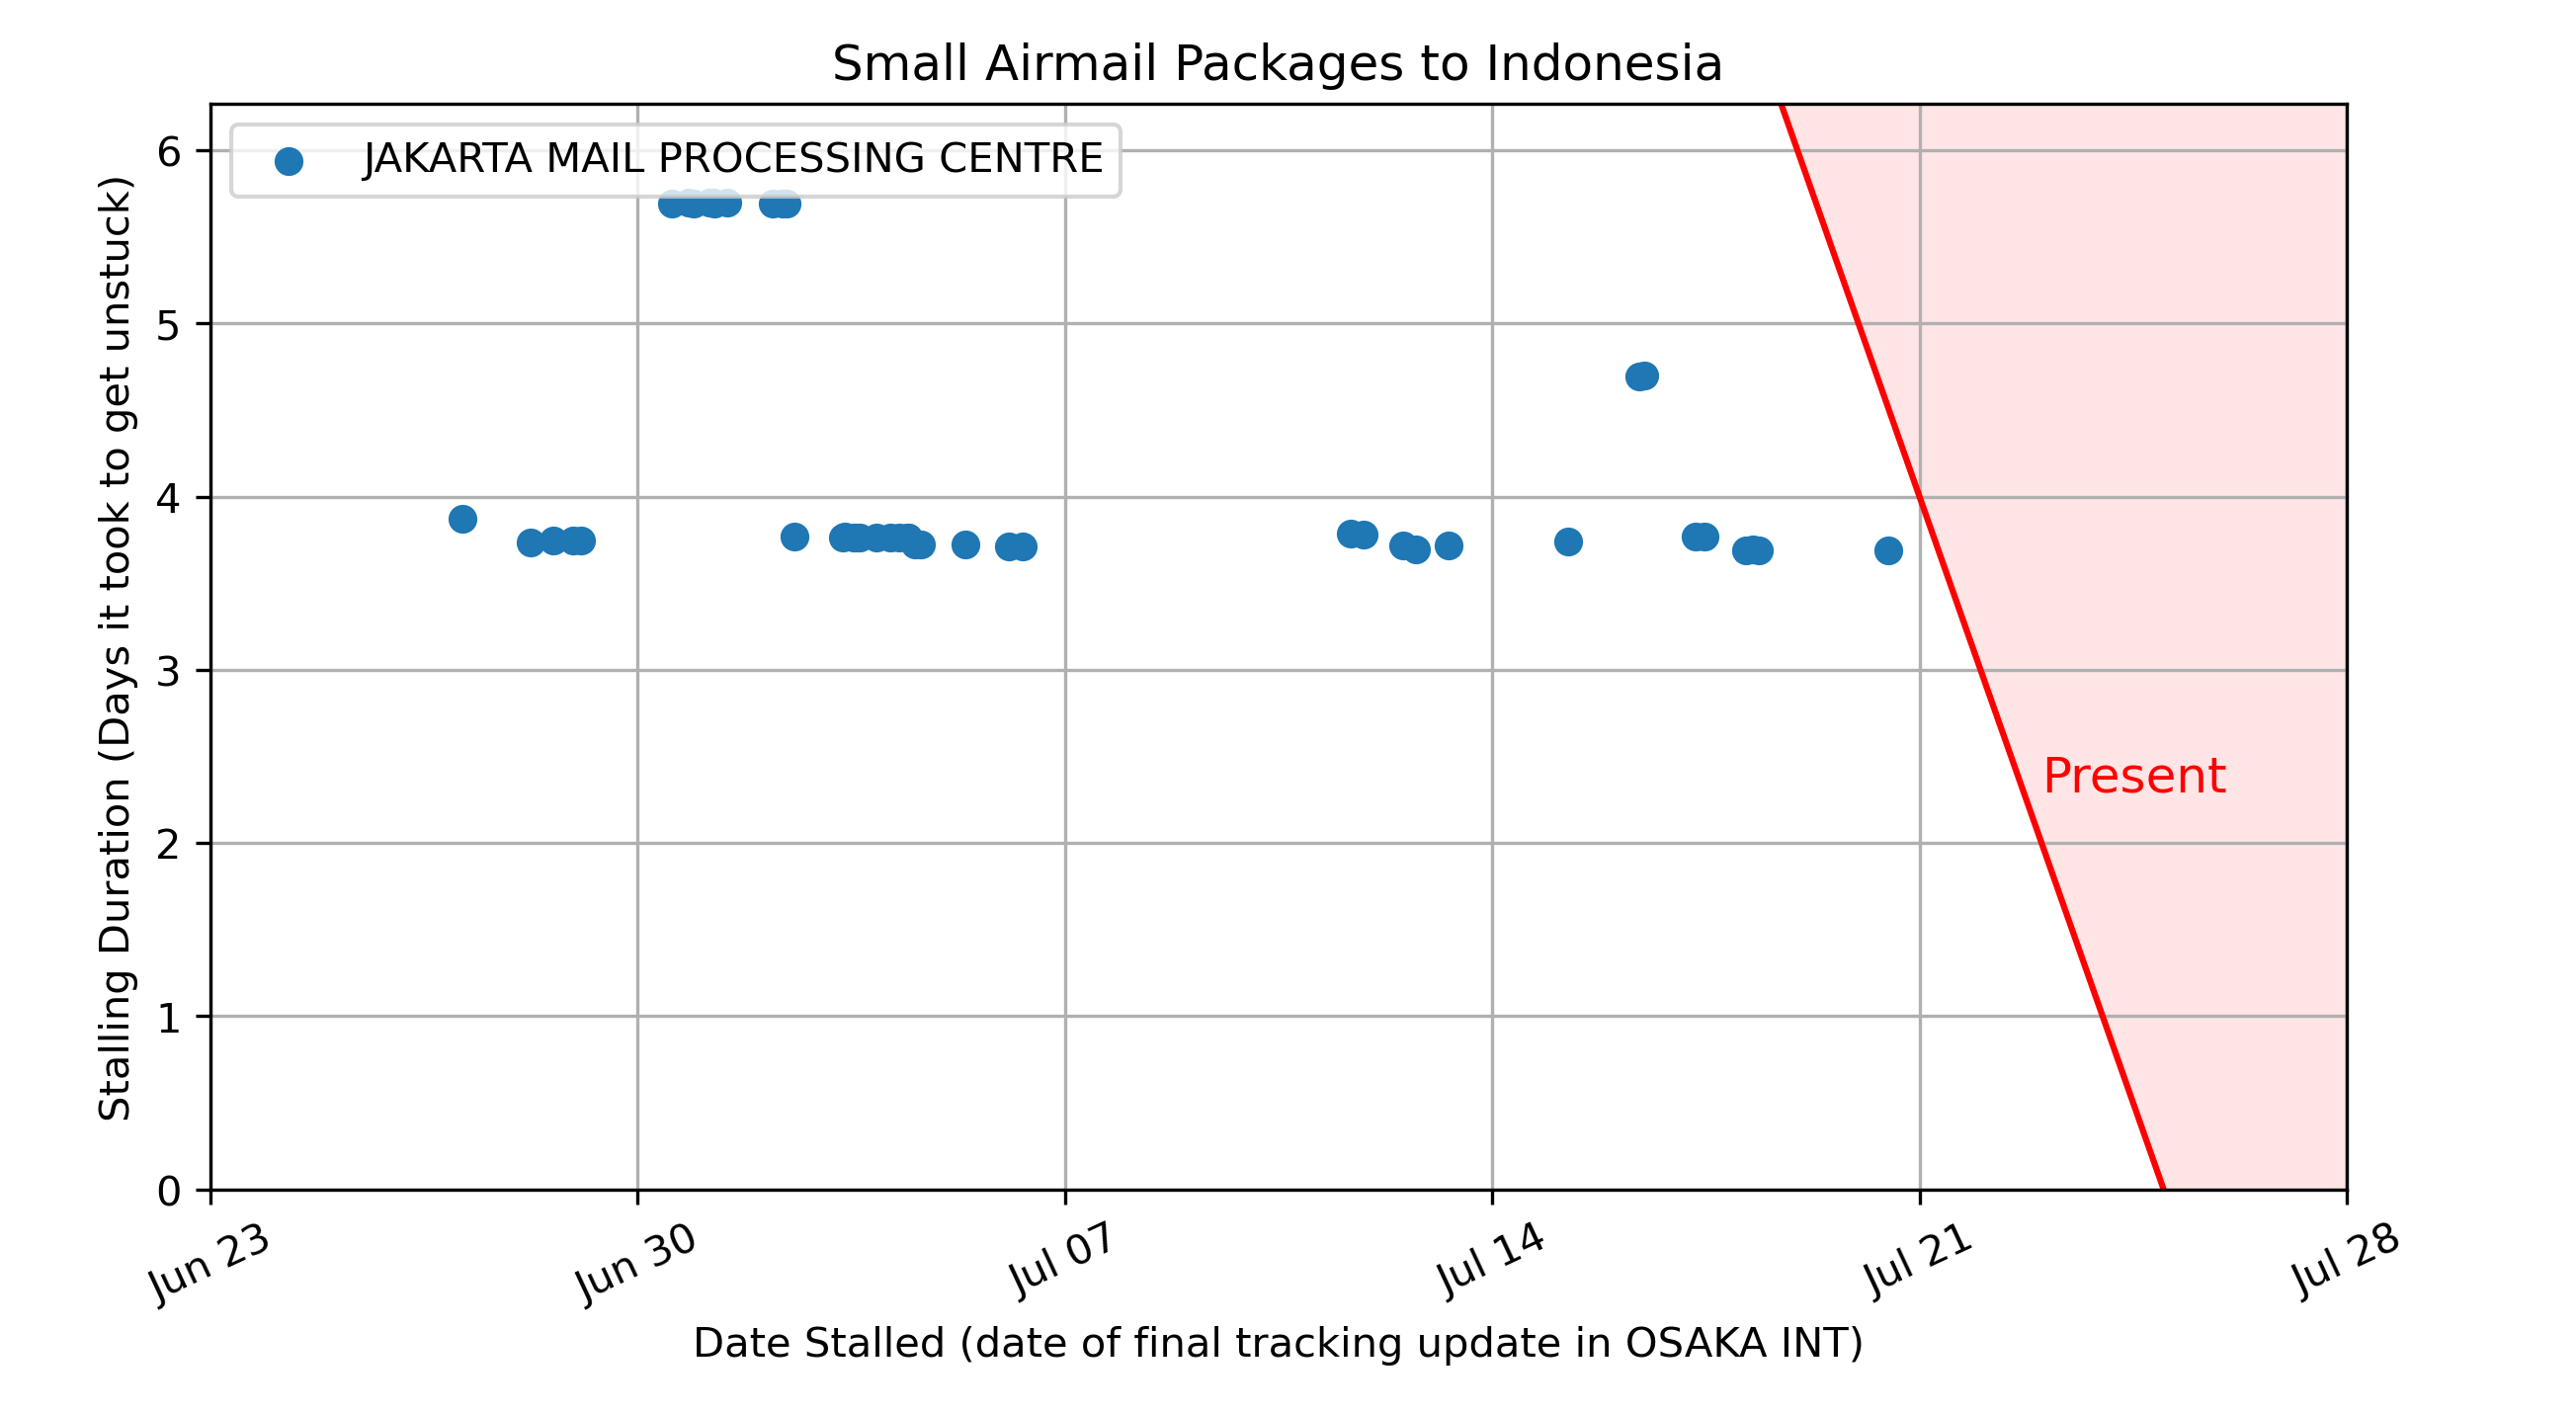 Small Airmail Packages to Indonesia
JAKARTA MAIL PROCESSING CENTRE
Stalling Duration (Days it took to get unstuck)
6
5
4
3
2
1
0
Present
Jun 23
Jun 30
Jul 07
Jul 14
Jul 21
Jul 28
Date Stalled (date of final tracking update in OSAKA INT)